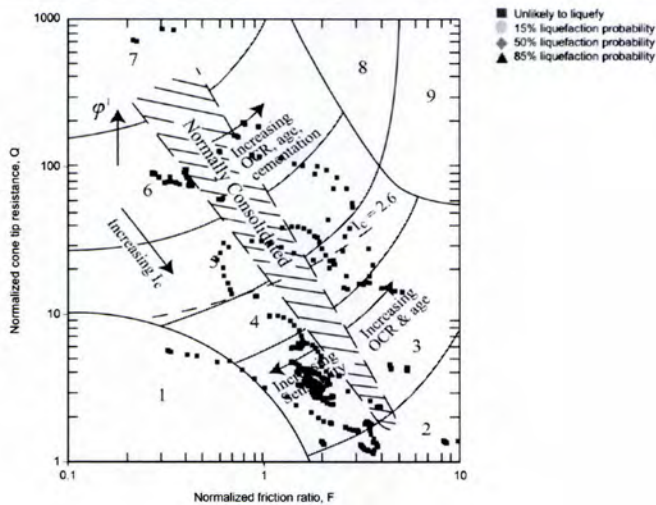 Unlikely to liquefy
15% liquefaction probability
50% liquefaction probability
85% liquefaction probability
1000
100
10
1
Normalized cone tip resistance, Q
7
8
9
φ'
Increasing
OCR, age,
cementation
Normally Consolidated
6
Increasing Ic
Ic = 2.6
5
4
Increasing
OCR & age
3
Increasing
Sensitivity
1
2
0.1
1
10
Normalized friction ratio, F